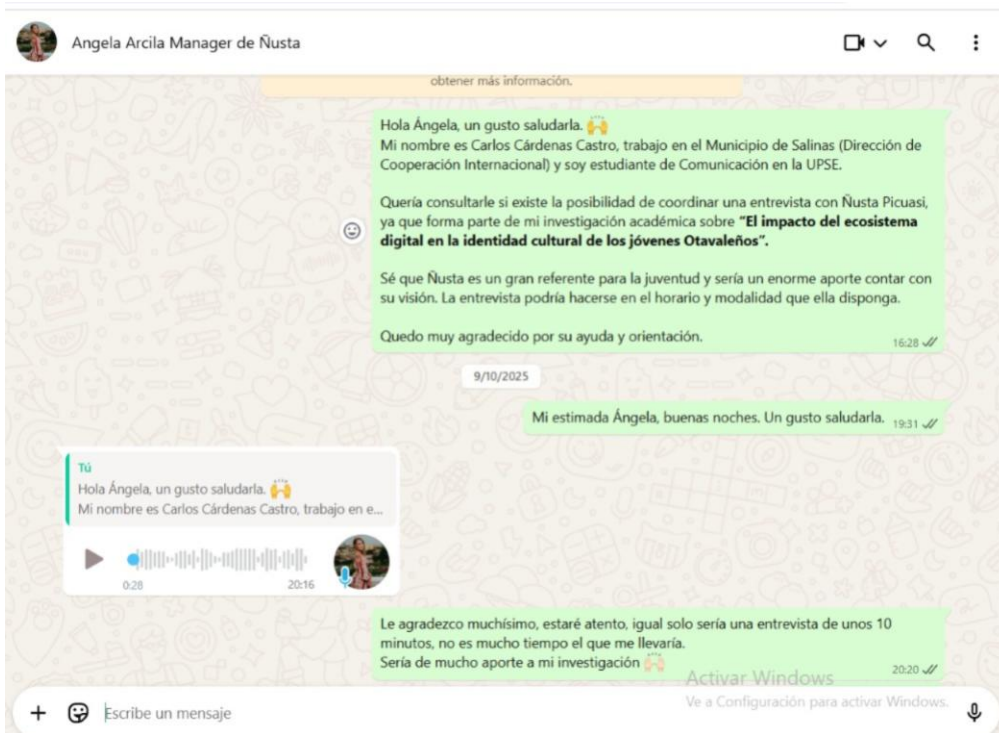 Angela Arcila Manager de Ñusta
obtener más información.
Hola Ángela, un gusto saludarla. 🙌
Mi nombre es Carlos Cárdenas Castro, trabajo en el Municipio de Salinas (Dirección de
Cooperación Internacional) y soy estudiante de Comunicación en la UPSE.
Quería consultarle si existe la posibilidad de coordinar una entrevista con Ñusta Picuasi,
ya que forma parte de mi investigación académica sobre “El impacto del ecosistema
digital en la identidad cultural de los jóvenes Otavaleños”.
Sé que Ñusta es un gran referente para la juventud y sería un enorme aporte contar con
su visión. La entrevista podría hacerse en el horario y modalidad que ella disponga.
Quedo muy agradecido por su ayuda y orientación.
16:28
9/10/2025
Mi estimada Ángela, buenas noches. Un gusto saludarla. 19:31
Tú
Hola Ángela, un gusto saludarla. 🙌
Mi nombre es Carlos Cárdenas Castro, trabajo en e...
0:28 20:16
Le agradezco muchísimo, estaré atento, igual solo sería una entrevista de unos 10
minutos, no es mucho tiempo el que me llevaría.
Sería de mucho aporte a mi investigación 🙌🏻
20:20
Activar Windows
Ve a Configuración para activar Windows.
Escribe un mensaje